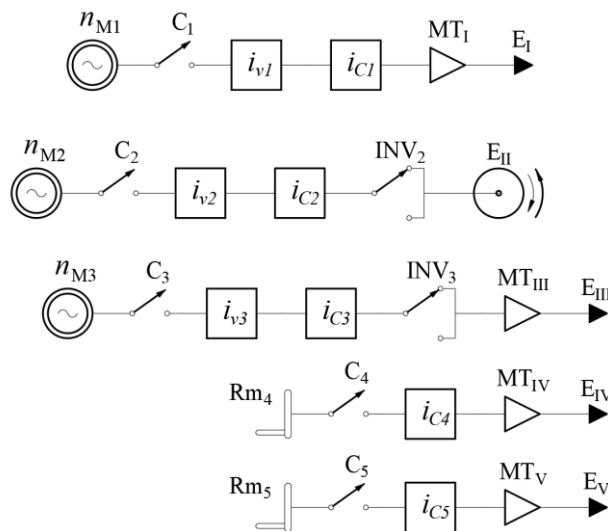 n_M1 C_1 i_v1 i_C1 MT_I E_I
n_M2 C_2 i_v2 i_C2 INV_2 E_II
n_M3 C_3 i_v3 i_C3 INV_3 MT_III E_III
Rm_4 C_4 i_C4 MT_IV E_IV
Rm_5 C_5 i_C5 MT_V E_V